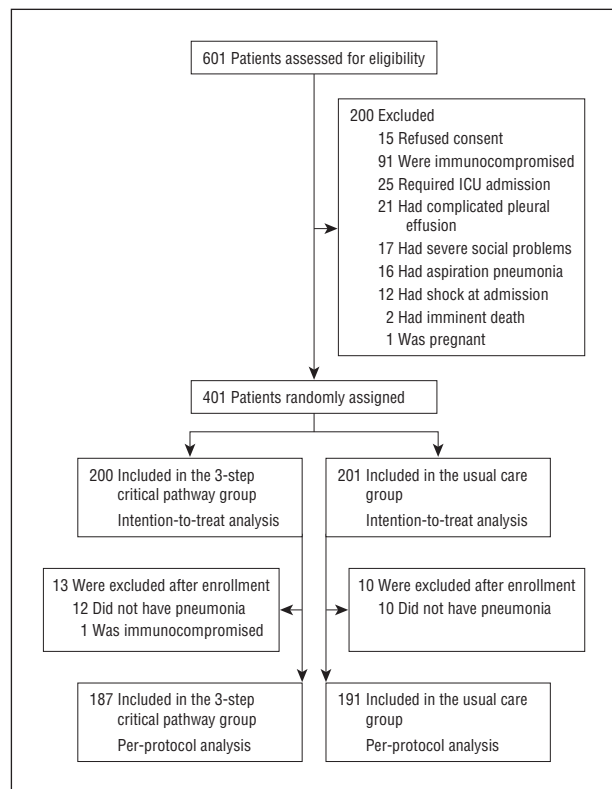 601 Patients assessed for eligibility
200 Excluded
15 Refused consent
91 Were immunocompromised
25 Required ICU admission
21 Had complicated pleural
effusion
17 Had severe social problems
16 Had aspiration pneumonia
12 Had shock at admission
2 Had imminent death
1 Was pregnant
401 Patients randomly assigned
200 Included in the 3-step
critical pathway group
Intention-to-treat analysis
201 Included in the usual care
group
Intention-to-treat analysis
13 Were excluded after enrollment
12 Did not have pneumonia
1 Was immunocompromised
10 Were excluded after enrollment
10 Did not have pneumonia
187 Included in the 3-step
critical pathway group
Per-protocol analysis
191 Included in the usual care
group
Per-protocol analysis